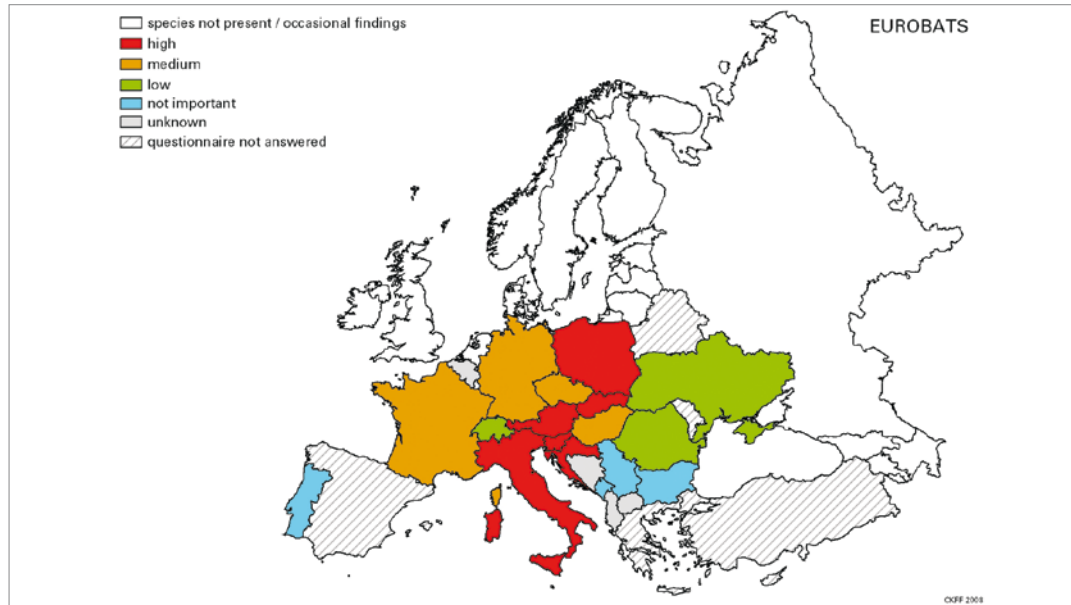 species not present / occasional findings
high
medium
low
not important
unknown
questionnaire not answered
EUROBATS
CKFF 2008